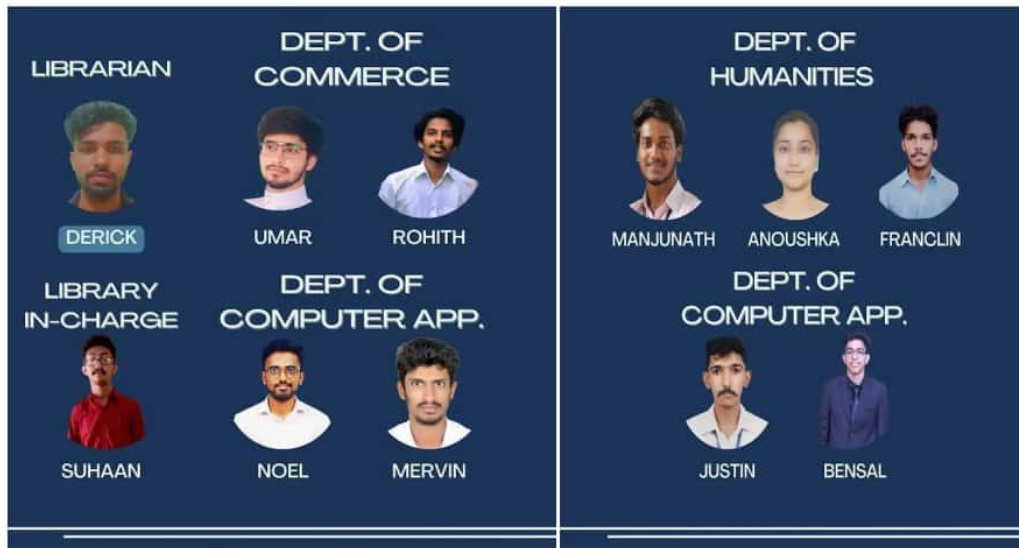 LIBRARIAN
DERICK
DEPT. OF
COMMERCE
UMAR ROHITH
LIBRARY
IN-CHARGE
SUHAAN
DEPT. OF
COMPUTER APP.
NOEL MERVIN
DEPT. OF
HUMANITIES
MANJUNATH ANOUSHKA FRANCLIN
DEPT. OF
COMPUTER APP.
JUSTIN BENSAL